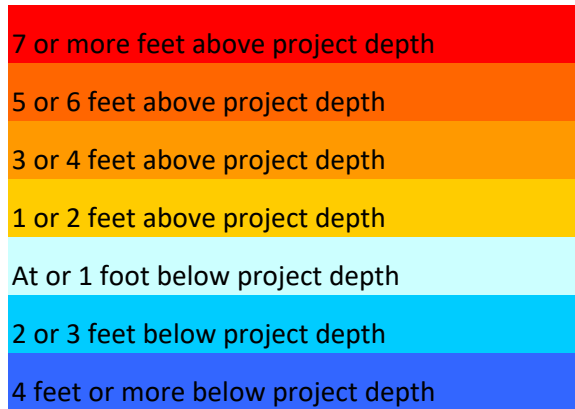 7 or more feet above project depth
5 or 6 feet above project depth
3 or 4 feet above project depth
1 or 2 feet above project depth
At or 1 foot below project depth
2 or 3 feet below project depth
4 feet or more below project depth